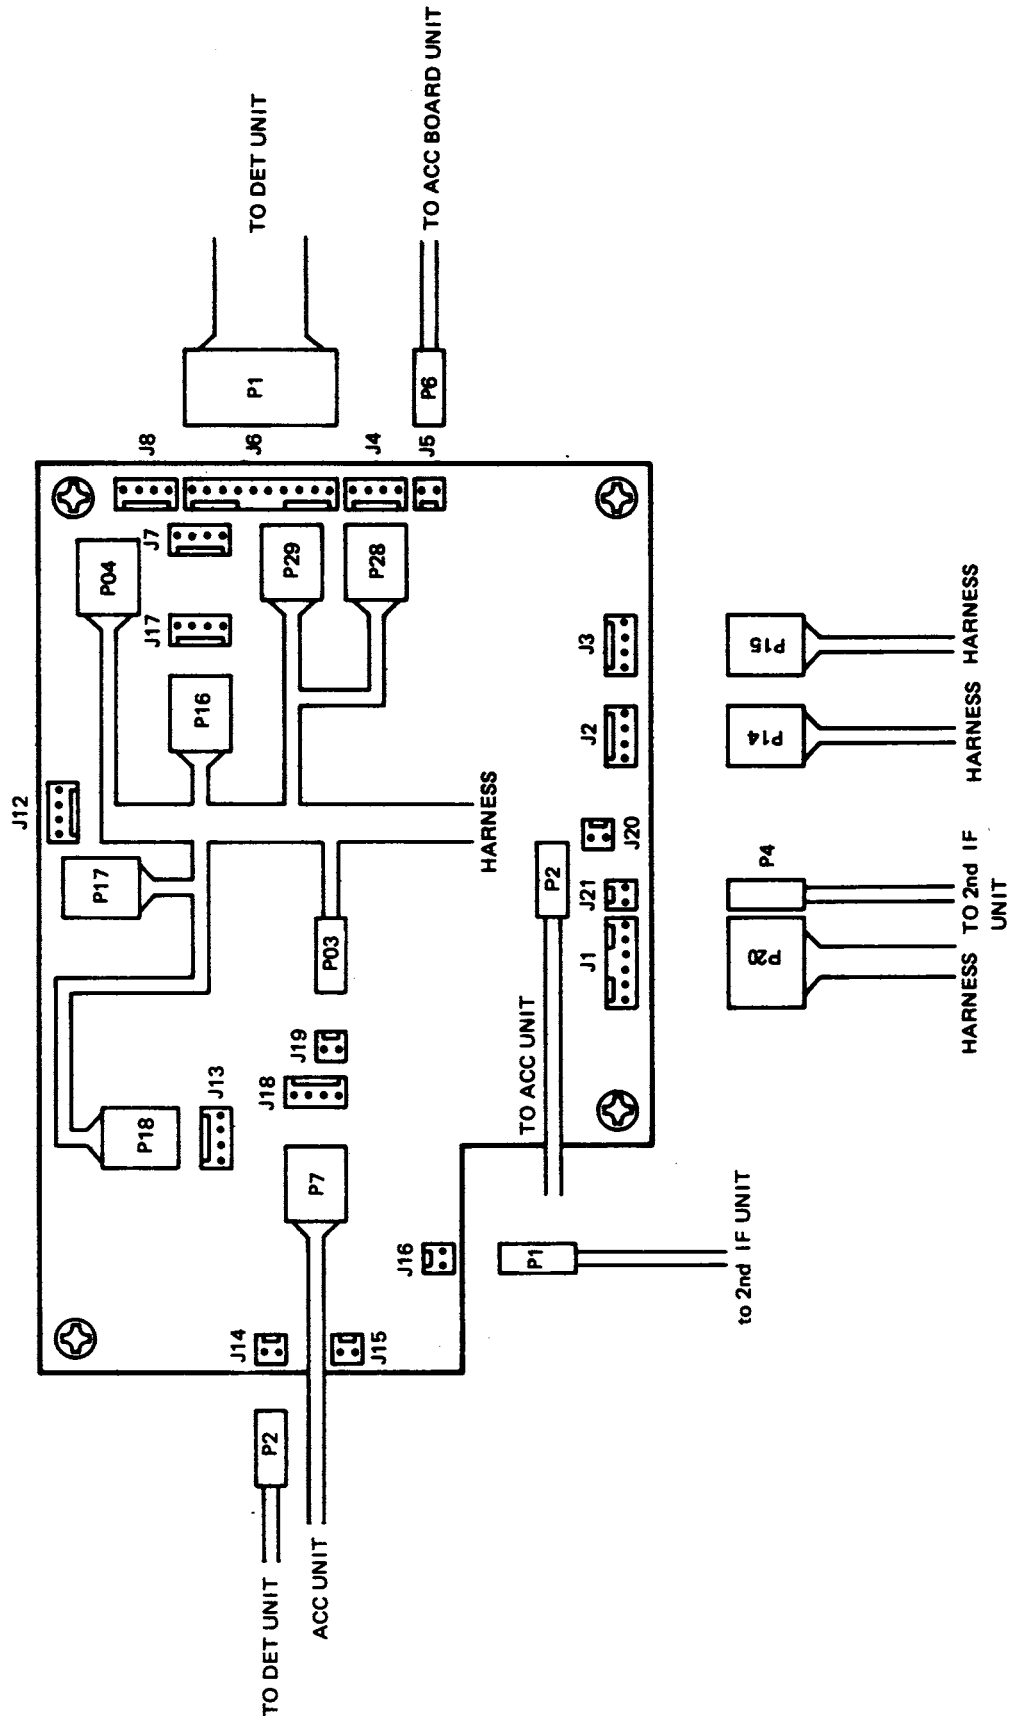 TO DET UNIT
TO ACC BOARD UNIT
P1
P6
J8
J6
J4
J5
J7
P04
P29
P28
J17
P16
J3
P15
HARNESS
J2
P14
HARNESS
J12
HARNESS
P17
P03
P2
J20
J21
P4
TO 2nd IF
UNIT
J1
HARNESS
J19
J18
J13
P18
P7
TO ACC UNIT
J16
P1
to 2nd IF UNIT
J14
J15
P2
TO DET UNIT
ACC UNIT